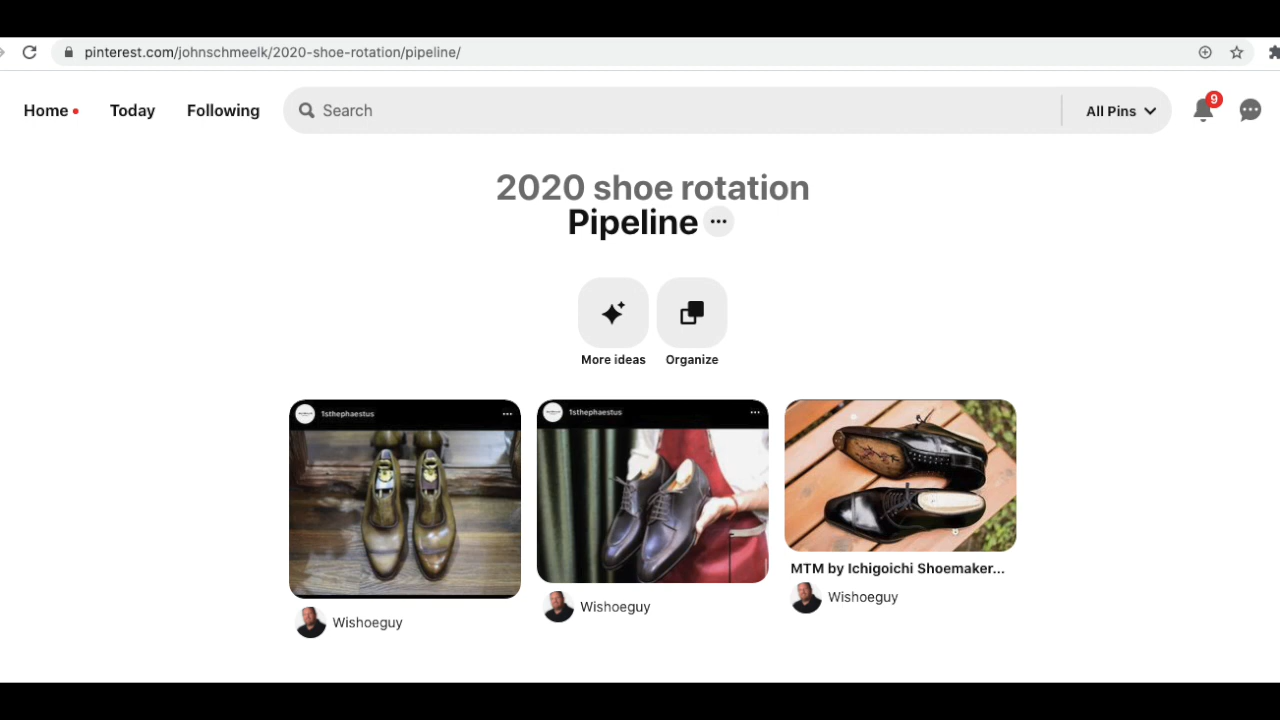 pinterest.com/johnschmeelk/2020-shoe-rotation/pipeline/
Home Today Following Search All Pins 9
2020 shoe rotation
Pipeline
More ideas Organize
1sthephaestus 1sthephaestus
MTM by Ichigoichi Shoemaker...
Wishoeguy Wishoeguy Wishoeguy